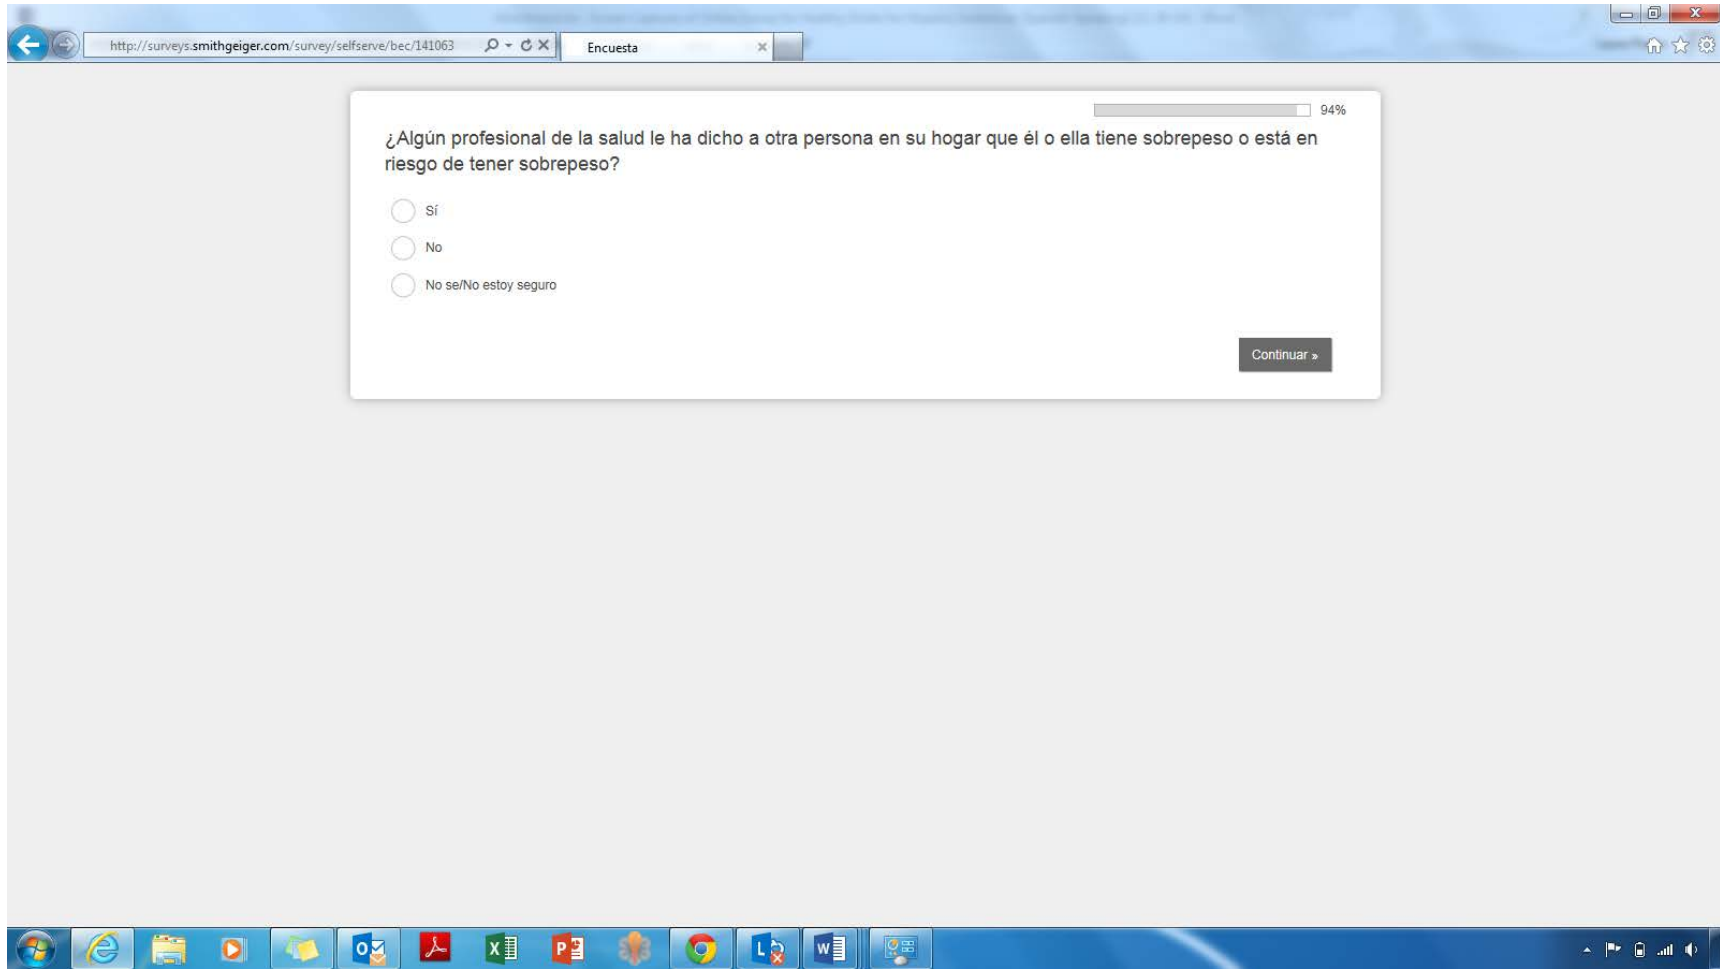 http://surveys.smithgeiger.com/survey/selfserve/bec/141063
Encuesta
94%
¿Algún profesional de la salud le ha dicho a otra persona en su hogar que él o ella tiene sobrepeso o está en
riesgo de tener sobrepeso?
Sí
No
No se/No estoy seguro
Continuar »